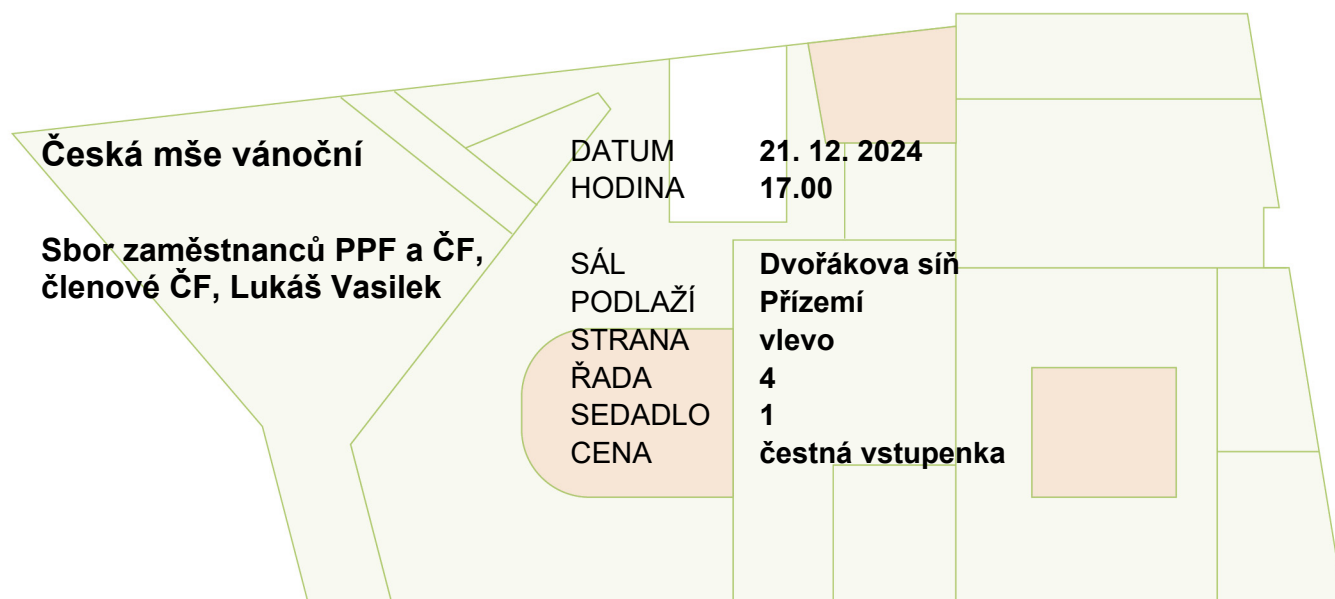 Česká mše vánoční
Sbor zaměstnanců PPF a ČF,
členové ČF, Lukáš Vasilek
DATUM 21. 12. 2024
HODINA 17.00
SÁL Dvořákova síň
PODLAŽÍ Přízemí
STRANA vlevo
ŘADA 4
SEDADLO 1
CENA čestná vstupenka